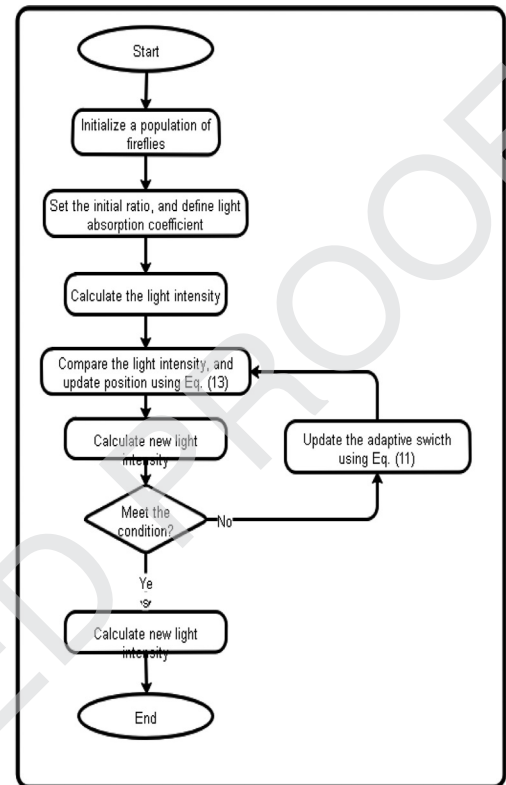 Start
Initialize a population of
fireflies
Set the initial ratio, and define light
absorption coefficient
Calculate the light intensity
Compare the light intensity, and
update position using Eq. (13)
Calculate new light
intensity
Update the adaptive swicth
using Eq. (11)
Meet the
condition?
No
Ye
s
Calculate new light
intensity
End
ED PROOF